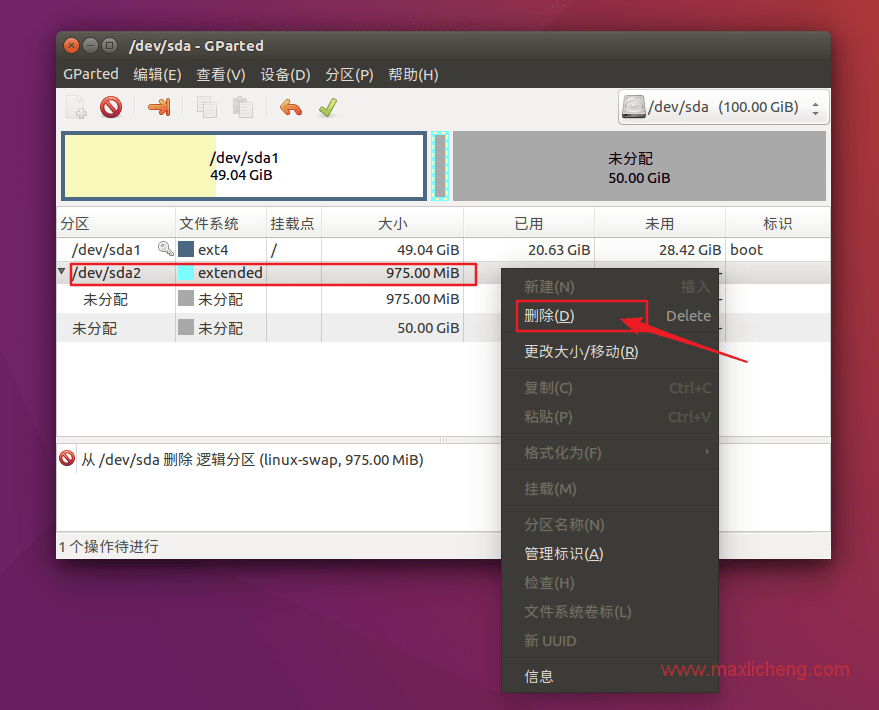 /dev/sda - GParted
GParted 编辑(E) 查看(V) 设备(D) 分区(P) 帮助(H)
/dev/sda (100.00 GiB)
/dev/sda1
49.04 GiB
未分配
50.00 GiB
分区 文件系统 挂载点 大小 已用 未用 标识
/dev/sda1 ext4 / 49.04 GiB 20.63 GiB 28.42 GiB boot
/dev/sda2 extended 975.00 MiB
未分配 未分配 975.00 MiB
未分配 未分配 50.00 GiB
新建(N) 插入
删除(D) Delete
更改大小/移动(R)
复制(C) Ctrl+C
粘贴(P) Ctrl+V
格式化为(F)
挂载(M)
分区名称(N)
管理标识(A)
检查(H)
文件系统卷标(L)
新 UUID
信息
从 /dev/sda 删除 逻辑分区 (linux-swap, 975.00 MiB)
1 个操作待进行
www.maxlicheng.com